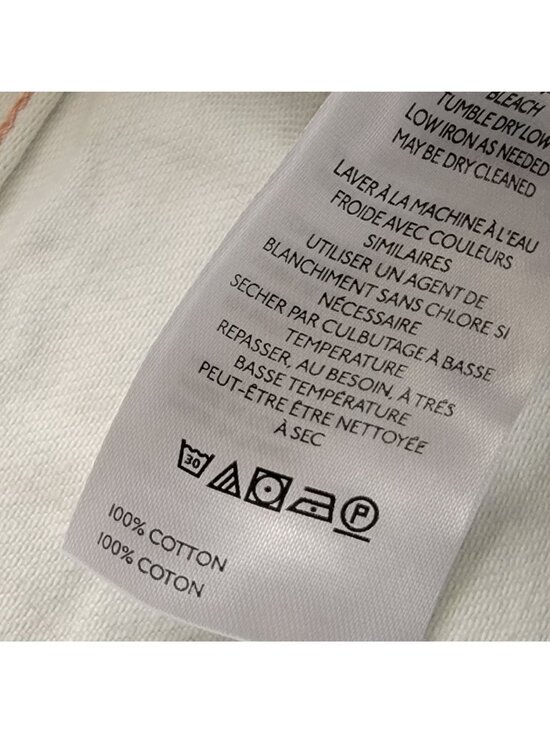 BLEACH
TUMBLE DRY LOW
LOW IRON AS NEEDED
MAY BE DRY CLEANED
LAVER À LA MACHINE À L'EAU
FROIDE AVEC COULEURS
SIMILAIRES
UTILISER UN AGENT DE
BLANCHIMENT SANS CHLORE SI
NÉCESSAIRE
SECHER PAR CULBUTAGE À BASSE
TEMPERATURE
REPASSER, AU BESOIN, À TRÉS
BASSE TEMPÉRATURE
PEUT-ÊTRE ÊTRE NETTOYÉE
À SEC
30
P
100% COTTON
100% COTON